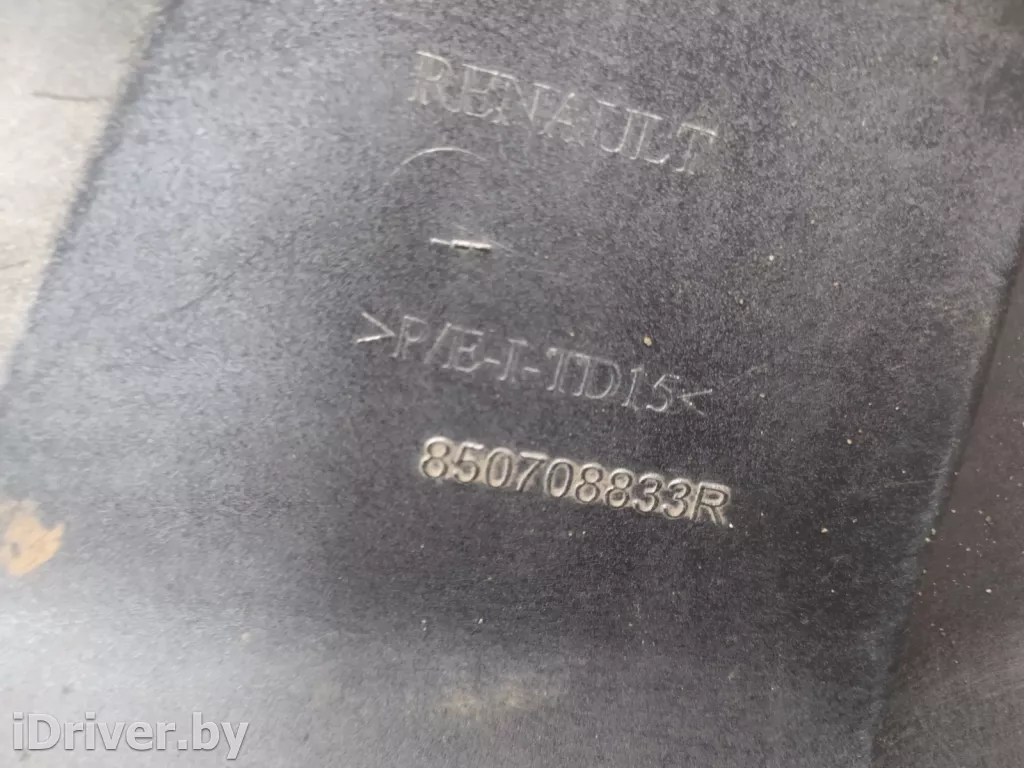 RENAULT
>P/E-I-TD15<
850708833R
iDriver.by